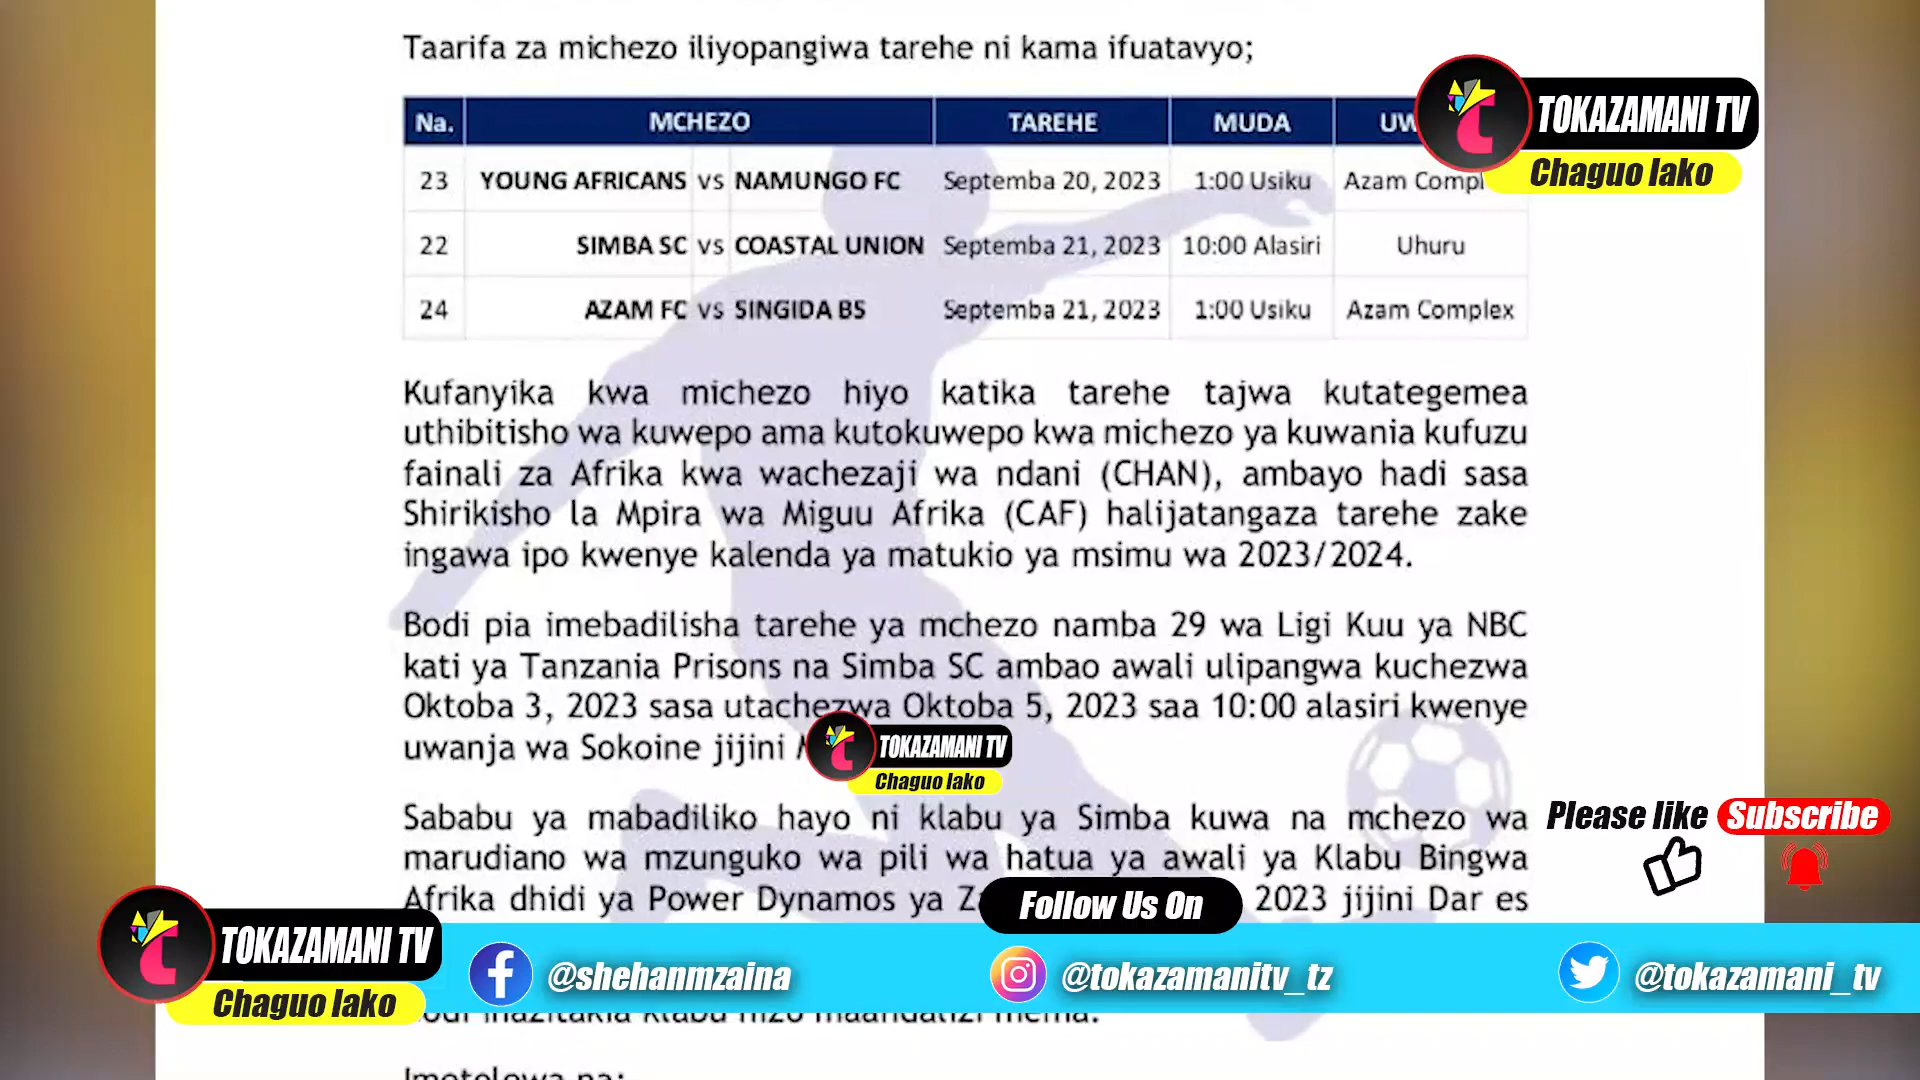 Taarifa za michezo iliyopangiwa tarehe ni kama ifuatavyo;
Na. MCHEZO TAREHE MUDA
23 YOUNG AFRICANS vs NAMUNGO FC Septemba 20, 2023 1:00 Usiku Azam
22 SIMBA SC vs COASTAL UNION Septemba 21, 2023 10:00 Alasiri Uhuru
24 AZAM FC vs SINGIDA BS Septemba 21, 2023 1:00 Usiku Azam Complex
TOKAZAMANI TV
Chaguo lako
Kufanyika kwa michezo hiyo katika tarehe tajwa kutategemea
uthibitisho wa kuwepo ama kutokuwepo kwa michezo ya kuwania kufuzu
fainali za Afrika kwa wachezaji wa ndani (CHAN), ambayo hadi sasa
Shirikisho la Mpira wa Miguu Afrika (CAF) halijatangaza tarehe zake
ingawa ipo kwenye kalenda ya matukio ya msimu wa 2023/2024.
Bodi pia imebadilisha tarehe ya mchezo namba 29 wa Ligi Kuu ya NBC
kati ya Tanzania Prisons na Simba SC ambao awali ulipangwa kuchezwa
Oktoba 3, 2023 sasa utachezwa Oktoba 5, 2023 saa 10:00 alasiri kwenye
uwanja wa Sokoine jijini
TOKAZAMANI TV
Chaguo lako
Sababu ya mabadiliko hayo ni klabu ya Simba kuwa na mchezo wa
marudiano wa mzunguko wa pili wa hatua ya awali ya Klabu Bingwa
Afrika dhidi ya Power Dynamos ya 2023 jijini Dar es
Please like Subscribe
Follow Us On
TOKAZAMANI TV
Chaguo lako
@shehanmzaina
@tokazamanitv_tz
@tokazamani_tv